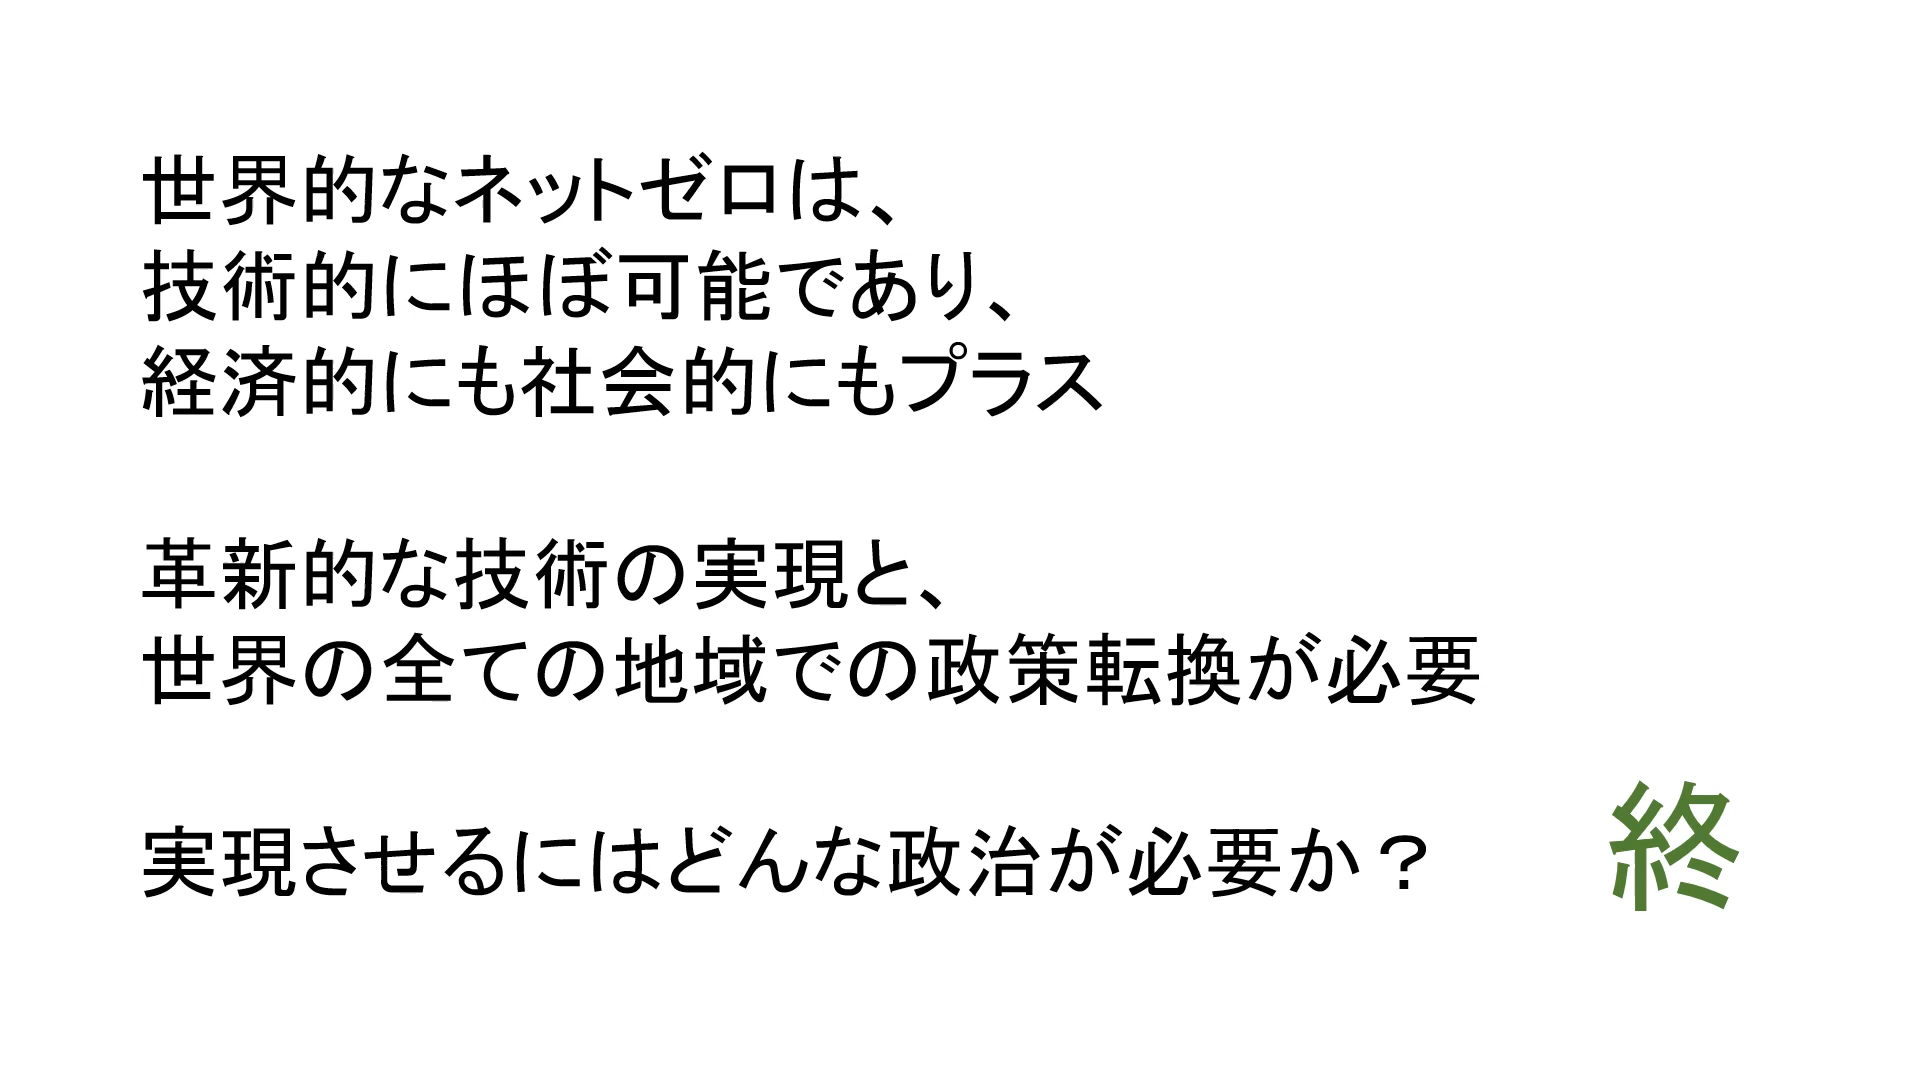 世界的なネットゼロは、
技術的にほぼ可能であり、
経済的にも社会的にもプラス
革新的な技術の実現と、
世界の全ての地域での政策転換が必要
実現させるにはどんな政治が必要か？
終